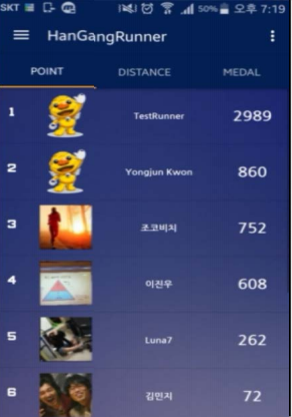 SKT 50% 오후 7:19
HanGangRunner
POINT DISTANCE MEDAL
1 TestRunner 2989
2 Yongjun Kwon 860
3 조코비치 752
4 이진우 608
5 Luna7 262
6 김민지 72